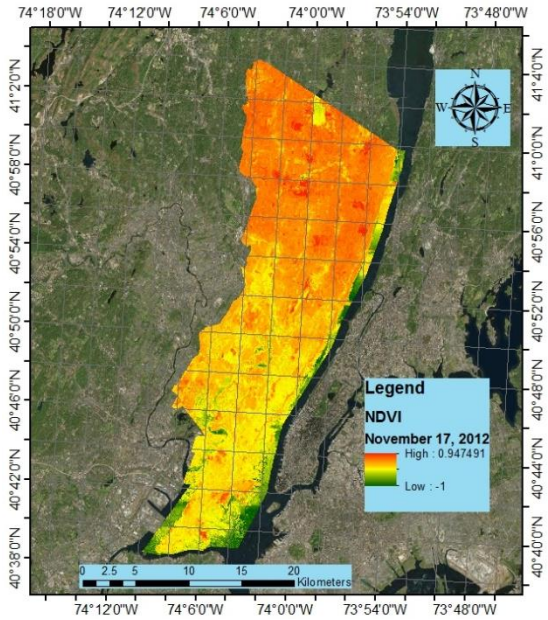 74°18'0"W 74°12'0"W 74°6'0"W 74°0'0"W 73°54'0"W 73°48'0"W
41°2'0"N
40°58'0"N
40°54'0"N
40°50'0"N
40°46'0"N
40°42'0"N
40°38'0"N
41°4'0"N
41°0'0"N
40°56'0"N
40°52'0"N
40°48'0"N
40°44'0"N
40°40'0"N
N
W E
S
Legend
NDVI
November 17, 2012
High : 0.947491
Low : -1
0 2.5 5 10 15 20
Kilometers
74°12'0"W 74°6'0"W 74°0'0"W 73°54'0"W 73°48'0"W